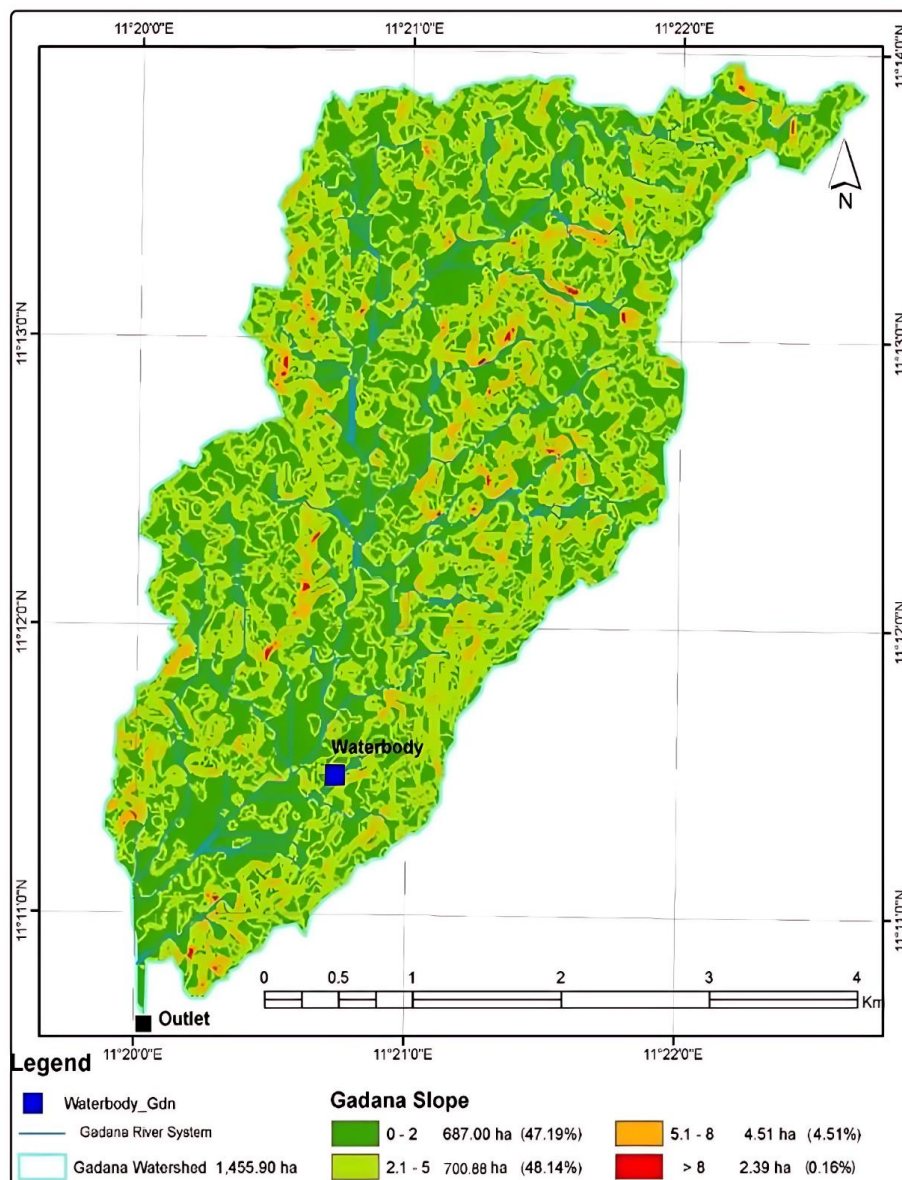 11°20'0"E 11°21'0"E 11°22'0"E
11°14'0"N
N
11°13'0"N 11°13'0"N
11°12'0"N 11°12'0"N
Waterbody
11°11'0"N 11°11'0"N
0 0.5 1 2 3 4
Km
Outlet
11°20'0"E 11°21'0"E 11°22'0"E
Legend
Waterbody_Gdn
Gadana River System
Gadana Watershed 1,455.90 ha
Gadana Slope
0 - 2 687.00 ha (47.19%)
2.1 - 5 700.88 ha (48.14%)
5.1 - 8 4.51 ha (4.51%)
> 8 2.39 ha (0.16%)